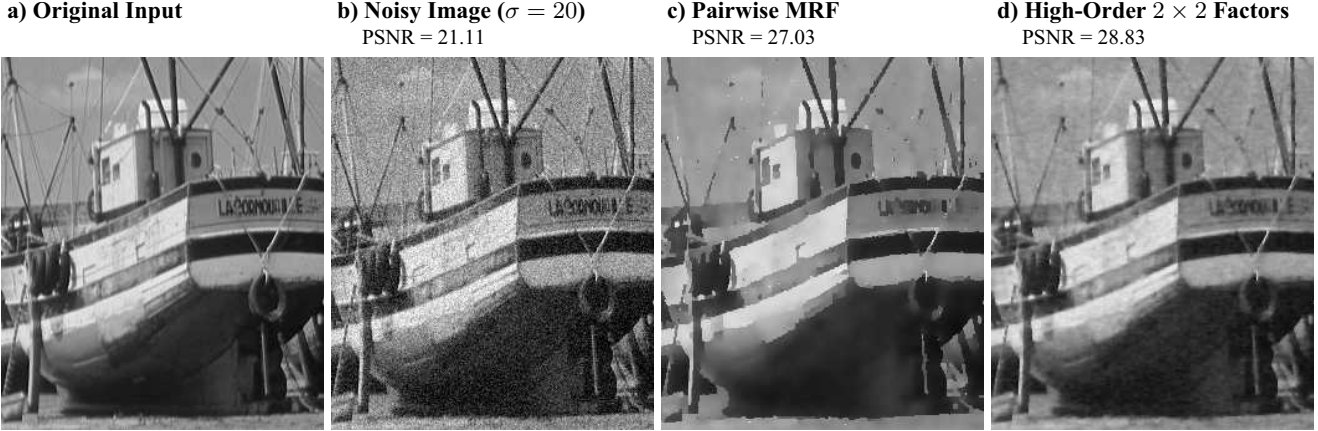 a) Original Input
b) Noisy Image (σ = 20)
PSNR = 21.11
c) Pairwise MRF
PSNR = 27.03
d) High-Order 2 × 2 Factors
PSNR = 28.83